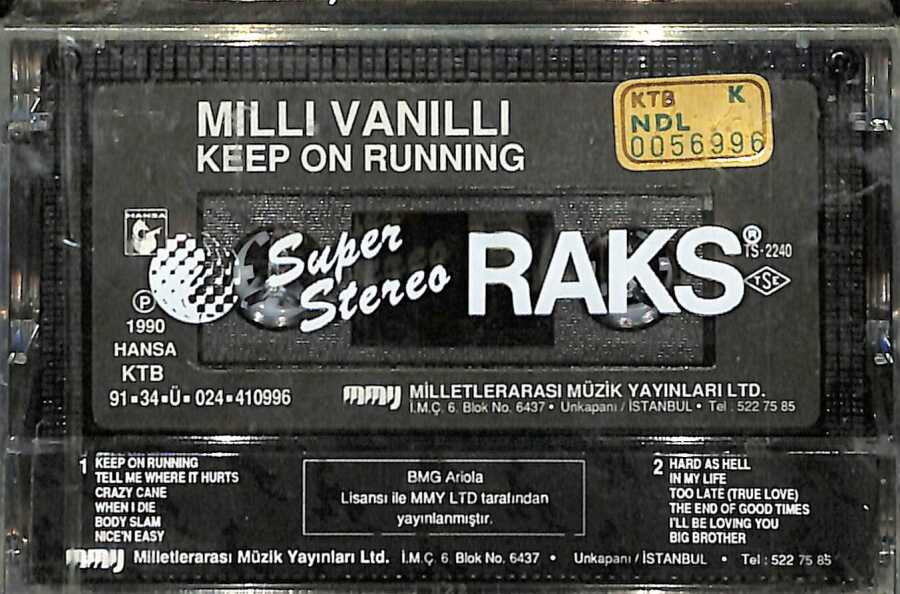 MILLI VANILLI
KEEP ON RUNNING
KTB K
NDL
0056996
HANSA
Super
Stereo
RAKS®
TS-2240
TSE
℗
1990
HANSA
KTB
91▪34▪Ü▪024▪410996
mmy MİLLETLERARASI MÜZİK YAYINLARI LTD.
İ.M.Ç. 6. Blok No. 6437 • Unkapanı / İSTANBUL • Tel : 522 75 85
1 KEEP ON RUNNING
TELL ME WHERE IT HURTS
CRAZY CANE
WHEN I DIE
BODY SLAM
NICE'N EASY
BMG Ariola
Lisansı ile MMY LTD tarafından
yayınlanmıştır.
2 HARD AS HELL
IN MY LIFE
TOO LATE (TRUE LOVE)
THE END OF GOOD TIMES
I'LL BE LOVING YOU
BIG BROTHER
mmy Milletlerarası Müzik Yayınları Ltd. İ.M.Ç. 6. Blok No. 6437 • Unkapanı / İSTANBUL • Tel : 522 75 85